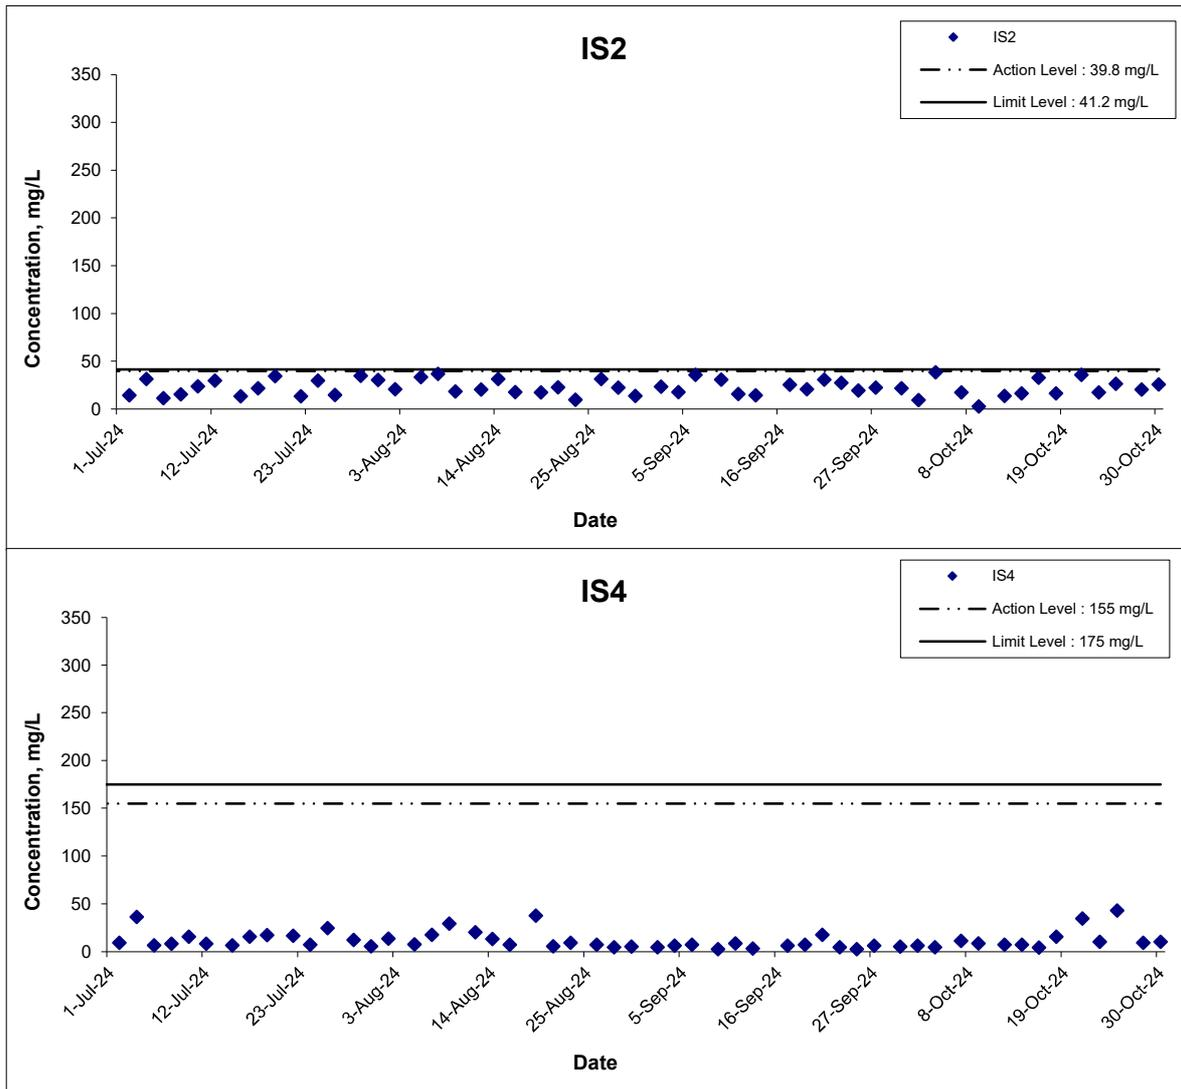 IS2
IS2
Action Level : 39.8 mg/L
Limit Level : 41.2 mg/L
Concentration, mg/L
350
300
250
200
150
100
50
0
1-Jul-24
12-Jul-24
23-Jul-24
3-Aug-24
14-Aug-24
25-Aug-24
5-Sep-24
16-Sep-24
27-Sep-24
8-Oct-24
19-Oct-24
30-Oct-24
Date
IS4
IS4
Action Level : 155 mg/L
Limit Level : 175 mg/L
Concentration, mg/L
350
300
250
200
150
100
50
0
1-Jul-24
12-Jul-24
23-Jul-24
3-Aug-24
14-Aug-24
25-Aug-24
5-Sep-24
16-Sep-24
27-Sep-24
8-Oct-24
19-Oct-24
30-Oct-24
Date